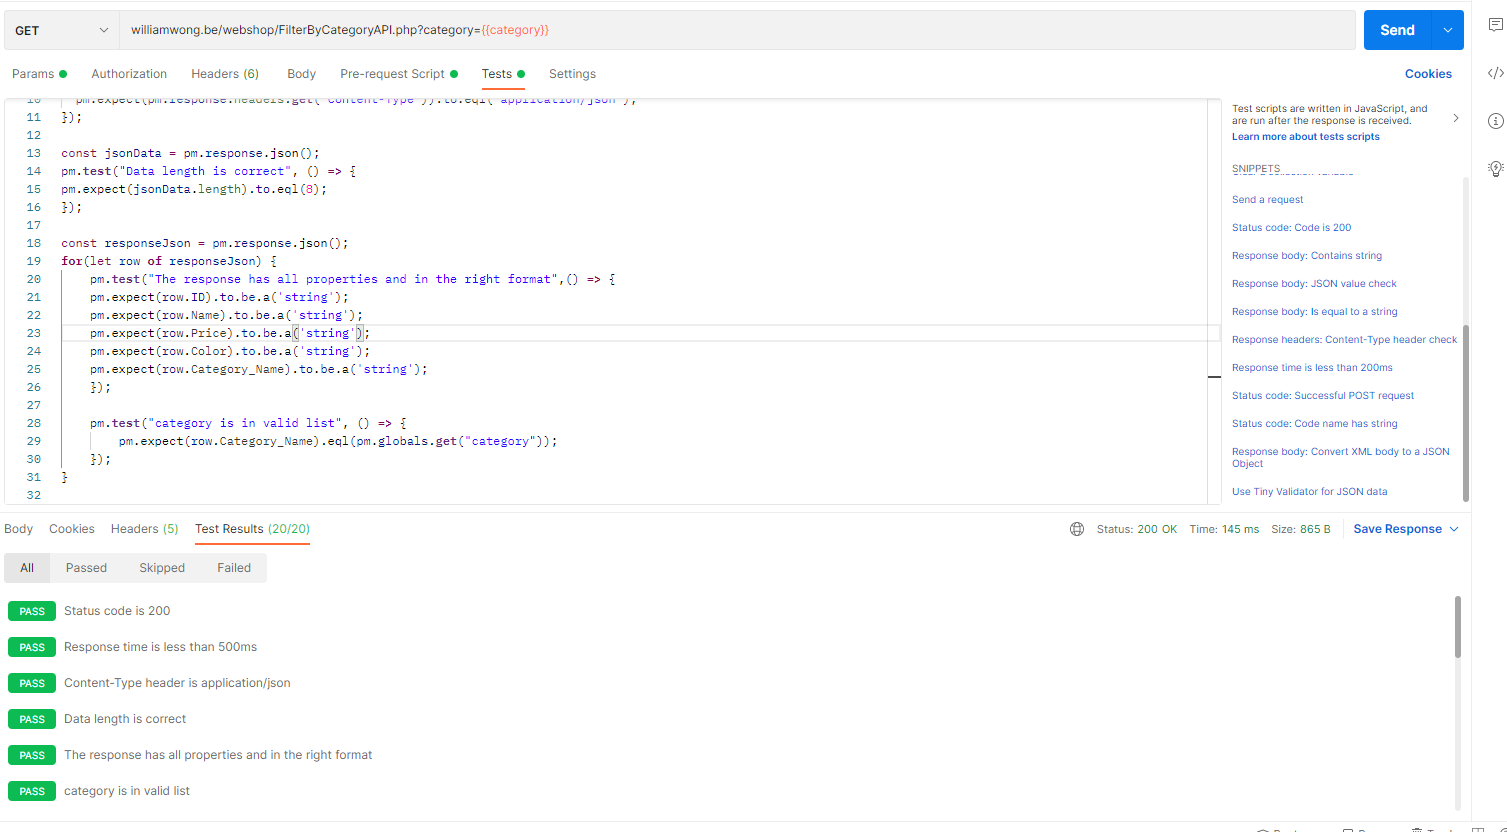 GET
williamwong.be/webshop/FilterByCategoryAPI.php?category={{category}}
Send
Params Authorization Headers (6) Body Pre-request Script Tests Settings Cookies
10 pm.expect(pm.response.headers.get('Content-Type')).to.eql('application/json');
11 });
12
13 const jsonData = pm.response.json();
14 pm.test("Data length is correct", () => {
15 pm.expect(jsonData.length).to.eql(8);
16 });
17
18 const responseJson = pm.response.json();
19 for(let row of responseJson) {
20 pm.test("The response has all properties and in the right format",() => {
21 pm.expect(row.ID).to.be.a('string');
22 pm.expect(row.Name).to.be.a('string');
23 pm.expect(row.Price).to.be.a('string');
24 pm.expect(row.Color).to.be.a('string');
25 pm.expect(row.Category_Name).to.be.a('string');
26 });
27
28 pm.test("category is in valid list", () => {
29 pm.expect(row.Category_Name).eql(pm.globals.get("category"));
30 });
31 }
32
Test scripts are written in JavaScript, and
are run after the response is received.
Learn more about tests scripts
SNIPPETS
Send a request
Status code: Code is 200
Response body: Contains string
Response body: JSON value check
Response body: Is equal to a string
Response headers: Content-Type header check
Response time is less than 200ms
Status code: Successful POST request
Status code: Code name has string
Response body: Convert XML body to a JSON
Object
Use Tiny Validator for JSON data
Body Cookies Headers (5) Test Results (20/20) Status: 200 OK Time: 145 ms Size: 865 B Save Response
All Passed Skipped Failed
PASS Status code is 200
PASS Response time is less than 500ms
PASS Content-Type header is application/json
PASS Data length is correct
PASS The response has all properties and in the right format
PASS category is in valid list